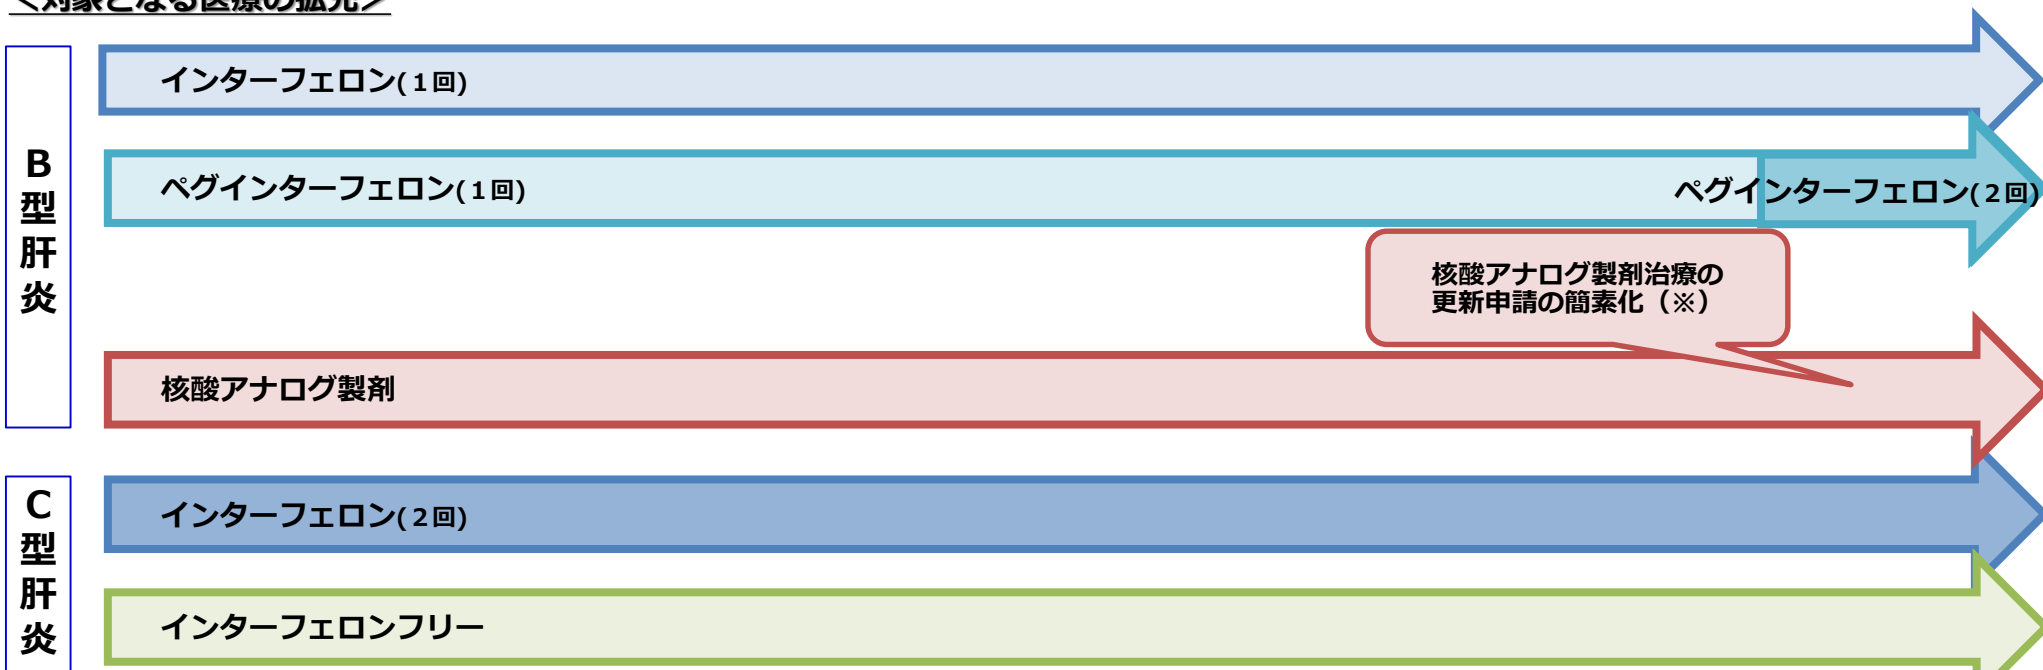 ＜対象となる医療の拡充＞
B型肝炎
インターフェロン(１回)
ペグインターフェロン(１回)
ペグインターフェロン(２回)
核酸アナログ製剤治療の
更新申請の簡素化（※）
核酸アナログ製剤
C型肝炎
インターフェロン(２回)
インターフェロンフリー